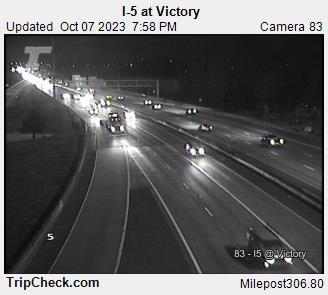 I-5 at Victory
Updated Oct 07 2023 7:58 PM Camera 83
S
83 - I5 @ Victory
TripCheck.com Milepost306.80